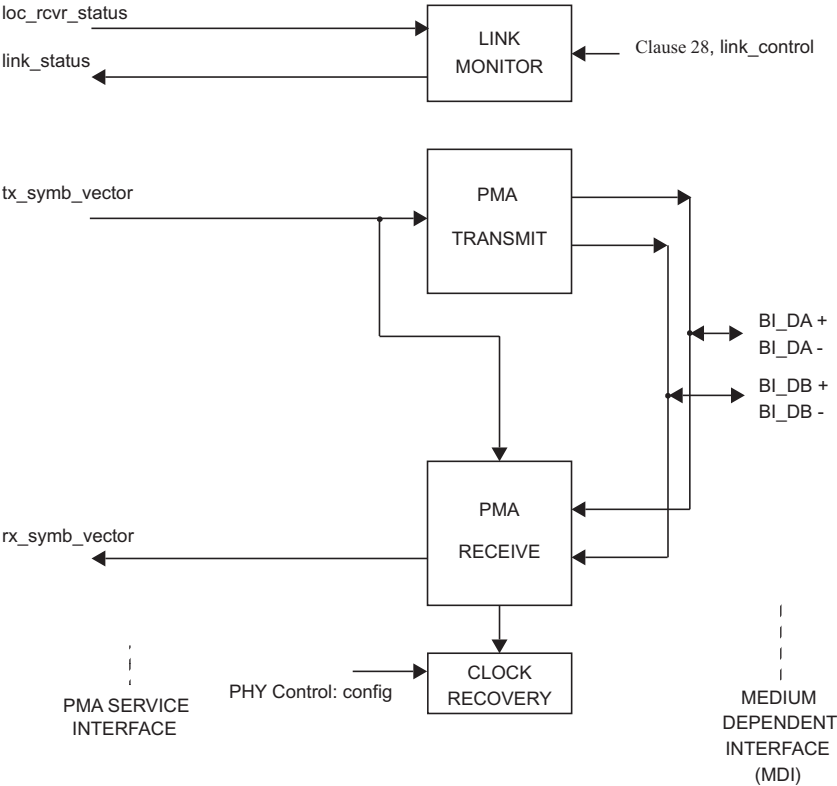 loc_rcvr_status
LINK
MONITOR
Clause 28, link_control
link_status
tx_symb_vector
PMA
TRANSMIT
BI_DA +
BI_DA -
BI_DB +
BI_DB -
PMA
RECEIVE
rx_symb_vector
CLOCK
RECOVERY
PHY Control: config
PMA SERVICE
INTERFACE
MEDIUM
DEPENDENT
INTERFACE
(MDI)